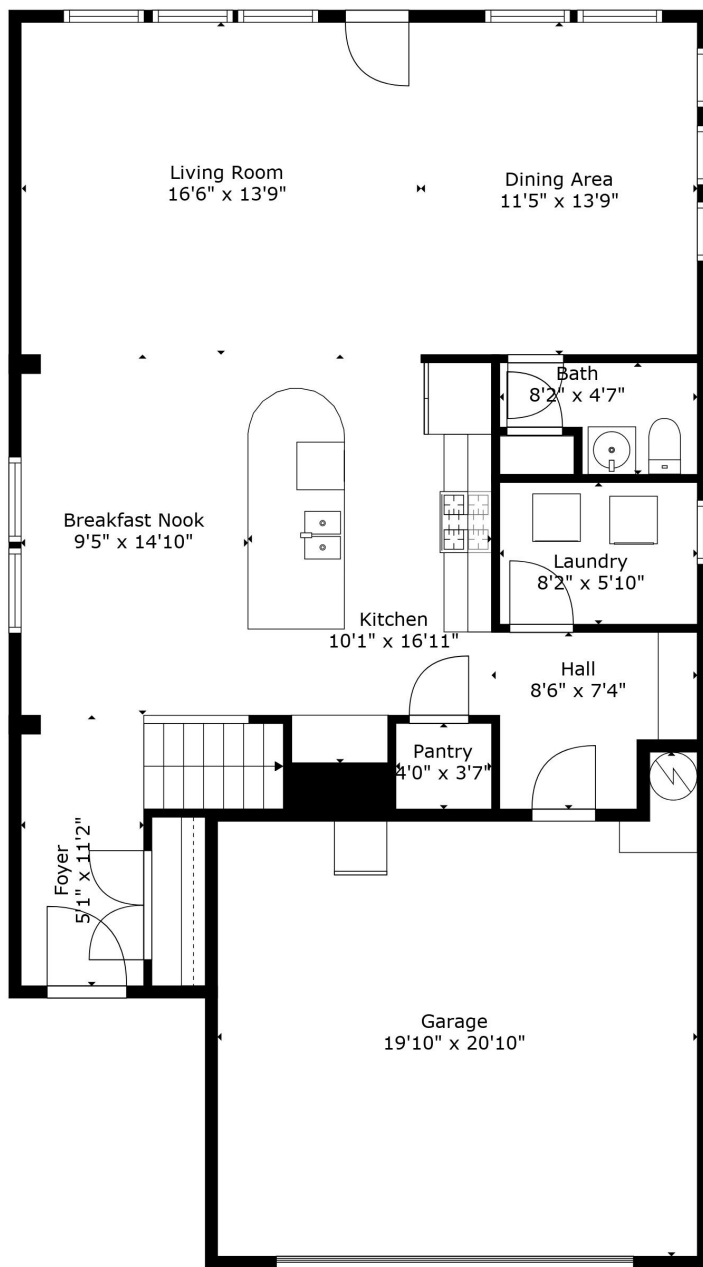 Living Room
16'6" x 13'9"
Dining Area
11'5" x 13'9"
Bath
8'2" x 4'7"
Breakfast Nook
9'5" x 14'10"
Laundry
8'2" x 5'10"
Kitchen
10'1" x 16'11"
Hall
8'6" x 7'4"
Pantry
4'0" x 3'7"
Foyer
5'1" x 11'2"
Garage
19'10" x 20'10"